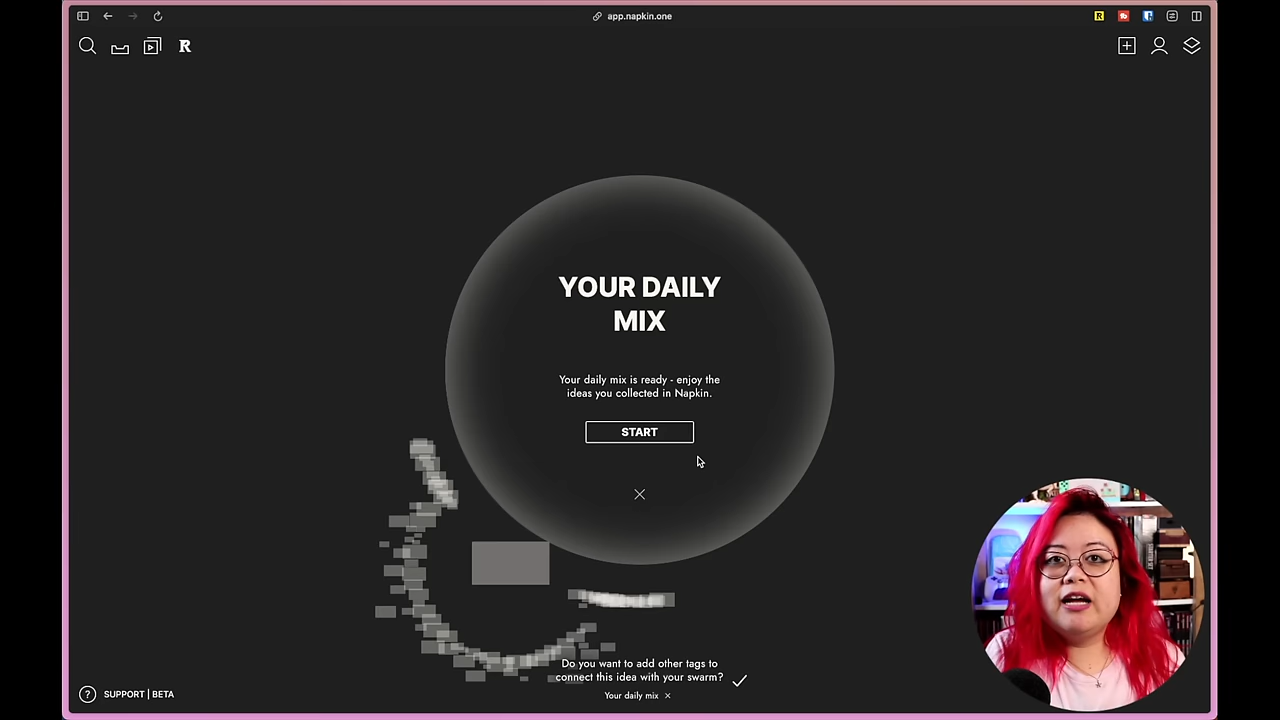 app.napkin.one
R
R
YOUR DAILY
MIX
Your daily mix is ready - enjoy the
ideas you collected in Napkin.
START
Do you want to add other tags to
connect this idea with your swarm?
Your daily mix ×
? SUPPORT | BETA